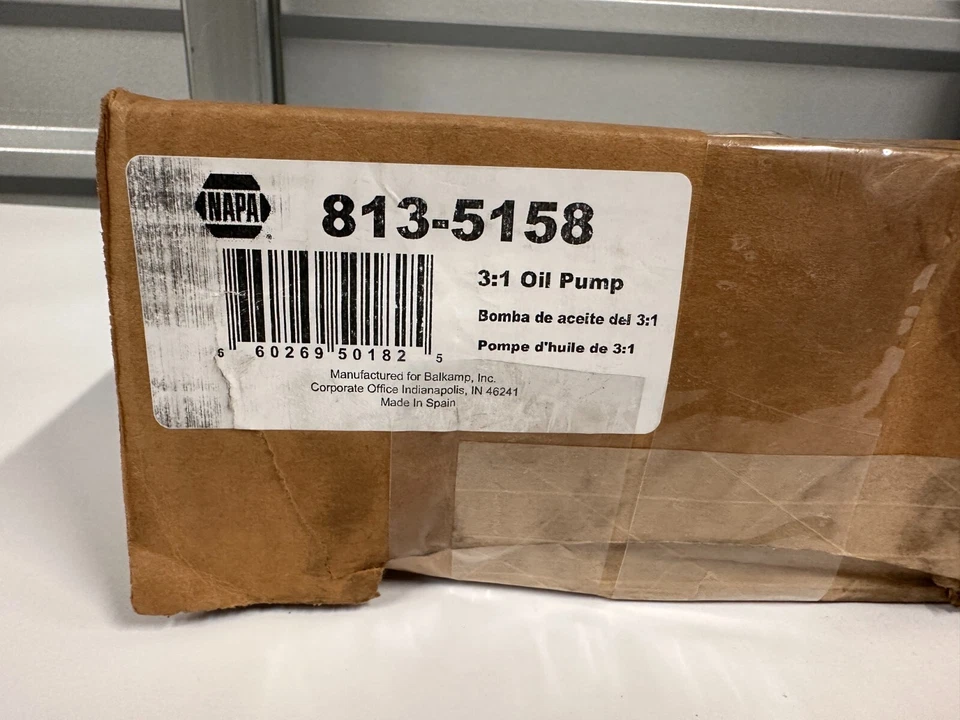 NAPA
813-5158
3:1 Oil Pump
Bomba de aceite del 3:1
Pompe d'huile de 3:1
6 60269 50182 5
Manufactured for Balkamp, Inc.
Corporate Office Indianapolis, IN 46241
Made In Spain